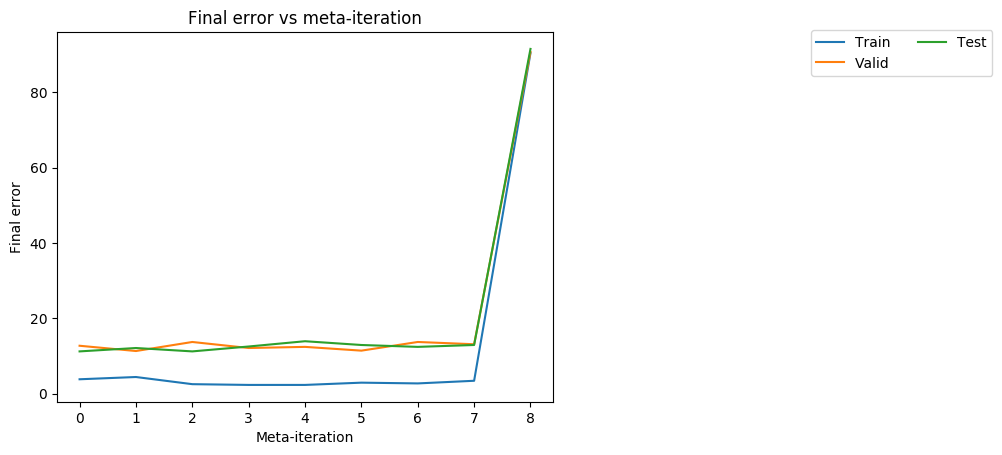 Final error vs meta-iteration
Train
Test
Valid
Final error
80
60
40
20
0
0 1 2 3 4 5 6 7 8
Meta-iteration